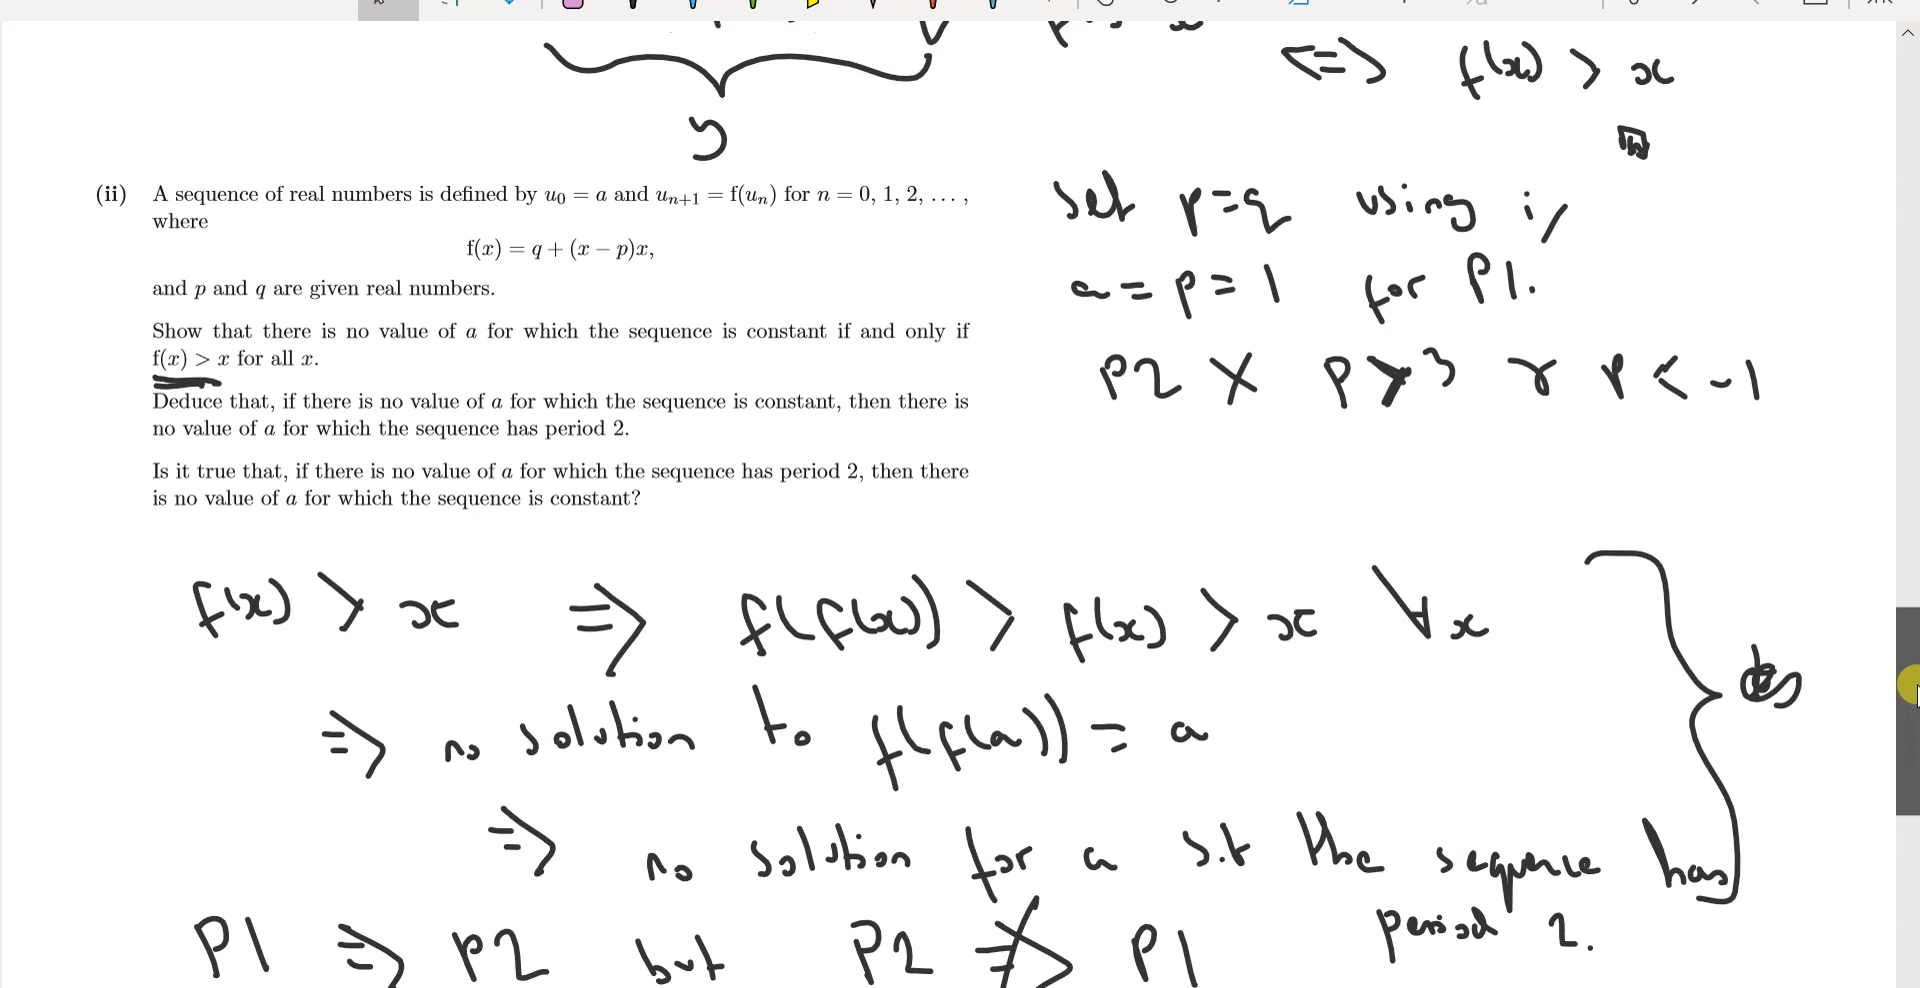 ⟺ f(x) > x
y
(ii) A sequence of real numbers is defined by u₀ = a and uₙ₊₁ = f(uₙ) for n = 0, 1, 2, ... ,
where
f(x) = q + (x − p)x,
and p and q are given real numbers.
Show that there is no value of a for which the sequence is constant if and only if
f(x) > x for all x.
Deduce that, if there is no value of a for which the sequence is constant, then there is
no value of a for which the sequence has period 2.
Is it true that, if there is no value of a for which the sequence has period 2, then there
is no value of a for which the sequence is constant?
set p=q using i/
a = p = 1 for P1.
P2 X p > 3 r p < -1
f(x) > x ⇒ f(f(x)) > f(x) > x ∀x
⇒ no solution to f(f(a)) = a
⇒ no solution for a s.t the sequence has
period 2.
P1 ⇒ P2 but P2 ⇏ P1